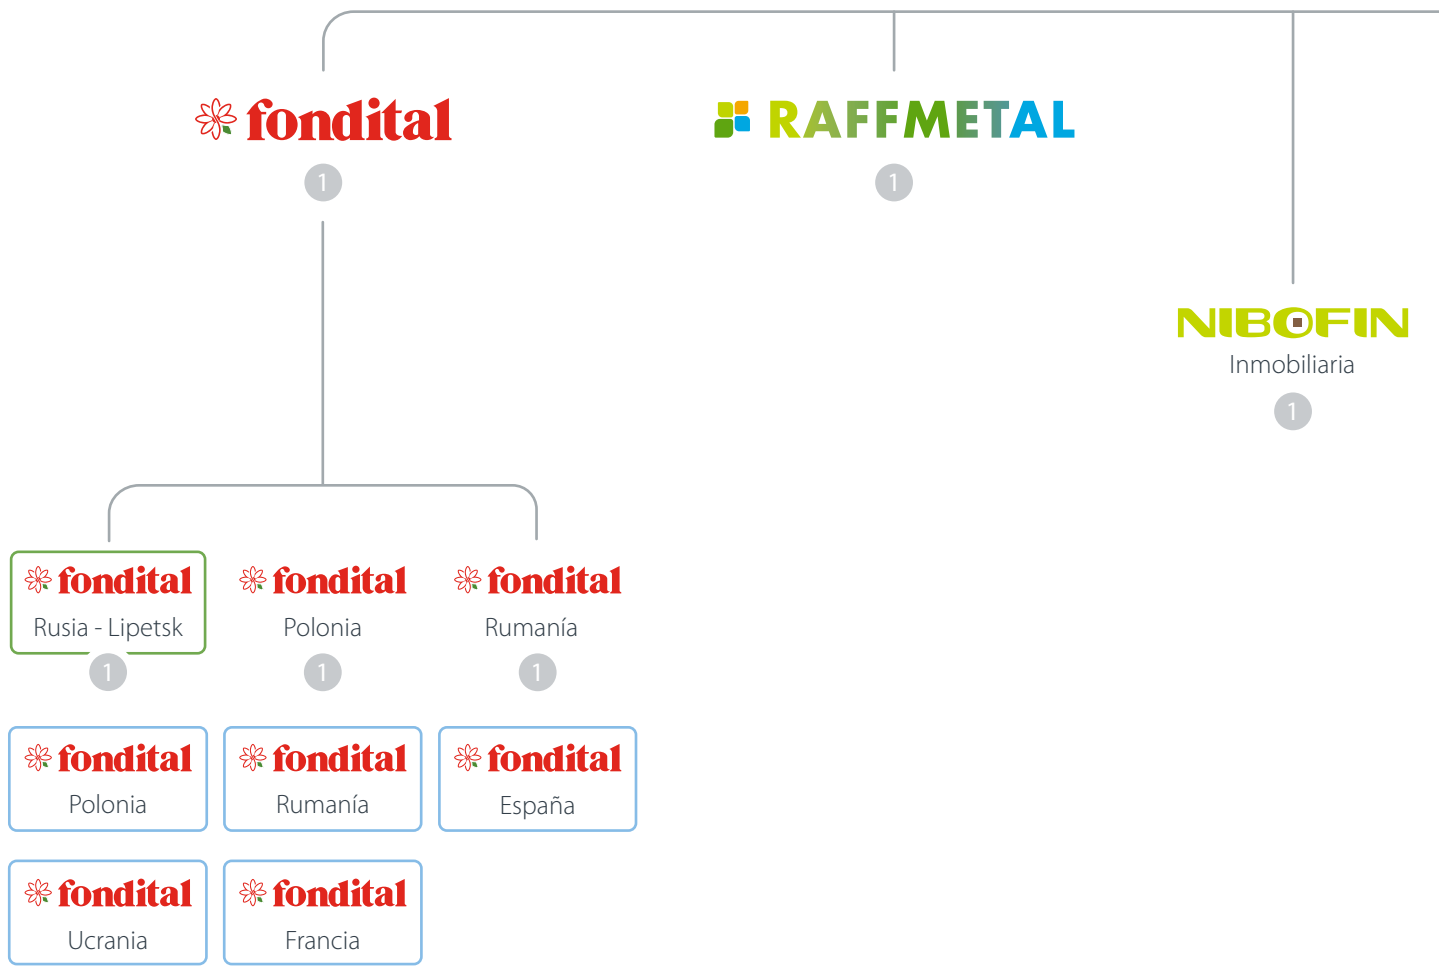 fondital
RAFFMETAL
1
1
NIBOFIN
Inmobiliaria
1
fondital
fondital
fondital
Rusia - Lipetsk
Polonia
Rumanía
1
1
1
fondital
fondital
fondital
Polonia
Rumanía
España
fondital
fondital
Ucrania
Francia